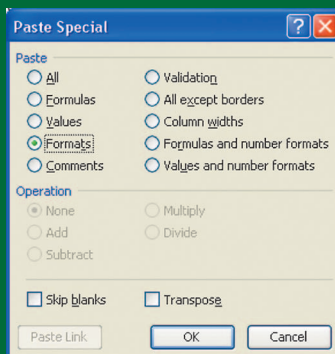 Paste Special
Paste
All
Validation
Formulas
All except borders
Values
Column widths
Formats
Formulas and number formats
Comments
Values and number formats
Operation
None
Multiply
Add
Divide
Subtract
Skip blanks
Transpose
Paste Link
OK
Cancel